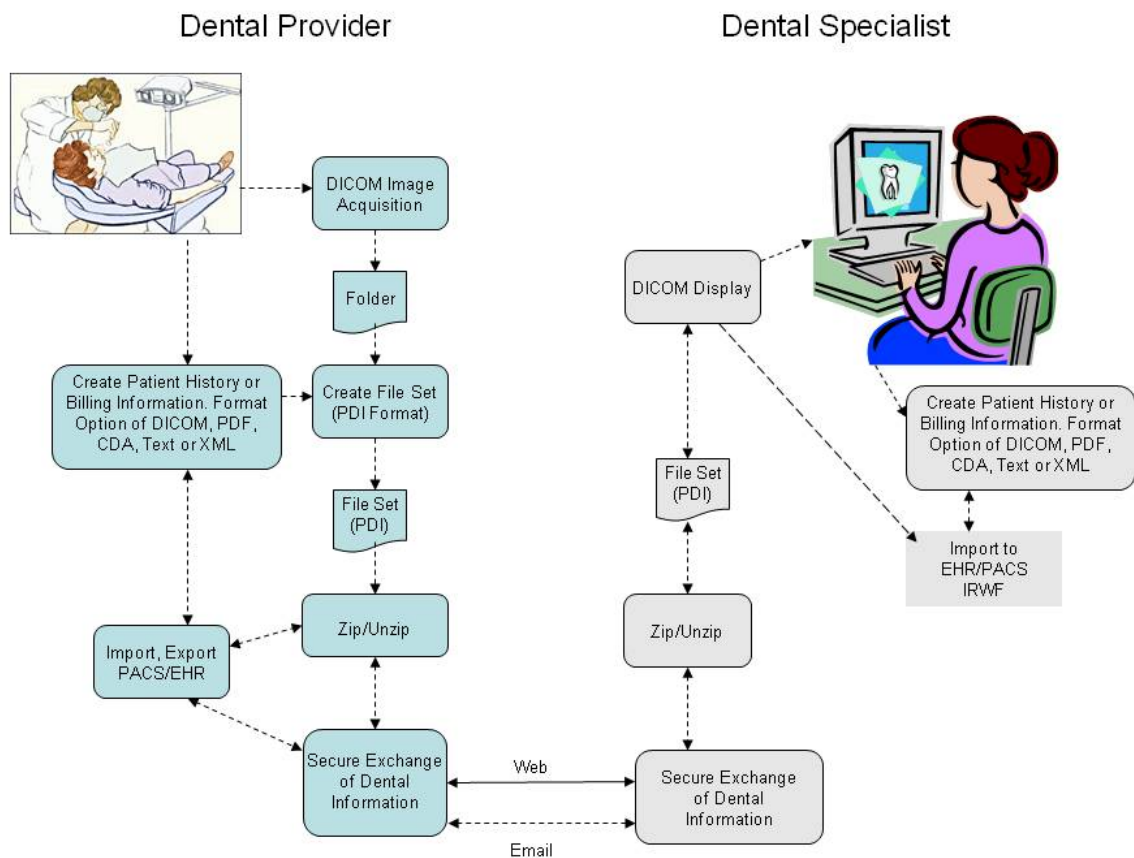 Dental Provider
Dental Specialist
DICOM Image
Acquisition
Folder
Create Patient History or
Billing Information. Format
Option of DICOM, PDF,
CDA, Text or XML
Create File Set
(PDI Format)
File Set
(PDI)
Zip/Unzip
Import, Export
PACS/EHR
Secure Exchange
of Dental
Information
Web
Email
DICOM Display
File Set
(PDI)
Zip/Unzip
Secure Exchange
of Dental
Information
Create Patient History or
Billing Information. Format
Option of DICOM, PDF,
CDA, Text or XML
Import to
EHR/PACS
IRWF